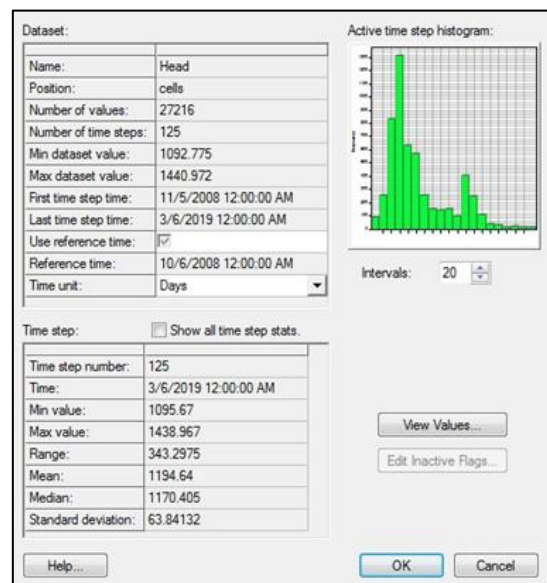 Dataset:
Name: Head
Position: cells
Number of values: 27216
Number of time steps: 125
Min dataset value: 1092.775
Max dataset value: 1440.972
First time step time: 11/5/2008 12:00:00 AM
Last time step time: 3/6/2019 12:00:00 AM
Use reference time:
Reference time: 10/6/2008 12:00:00 AM
Time unit: Days
Active time step histogram:
Intervals: 20
Time step: Show all time step stats.
Time step number: 125
Time: 3/6/2019 12:00:00 AM
Min value: 1095.67
Max value: 1438.967
Range: 343.2975
Mean: 1194.64
Median: 1170.405
Standard deviation: 63.84132
View Values...
Edit Inactive Flags...
Help...
OK
Cancel